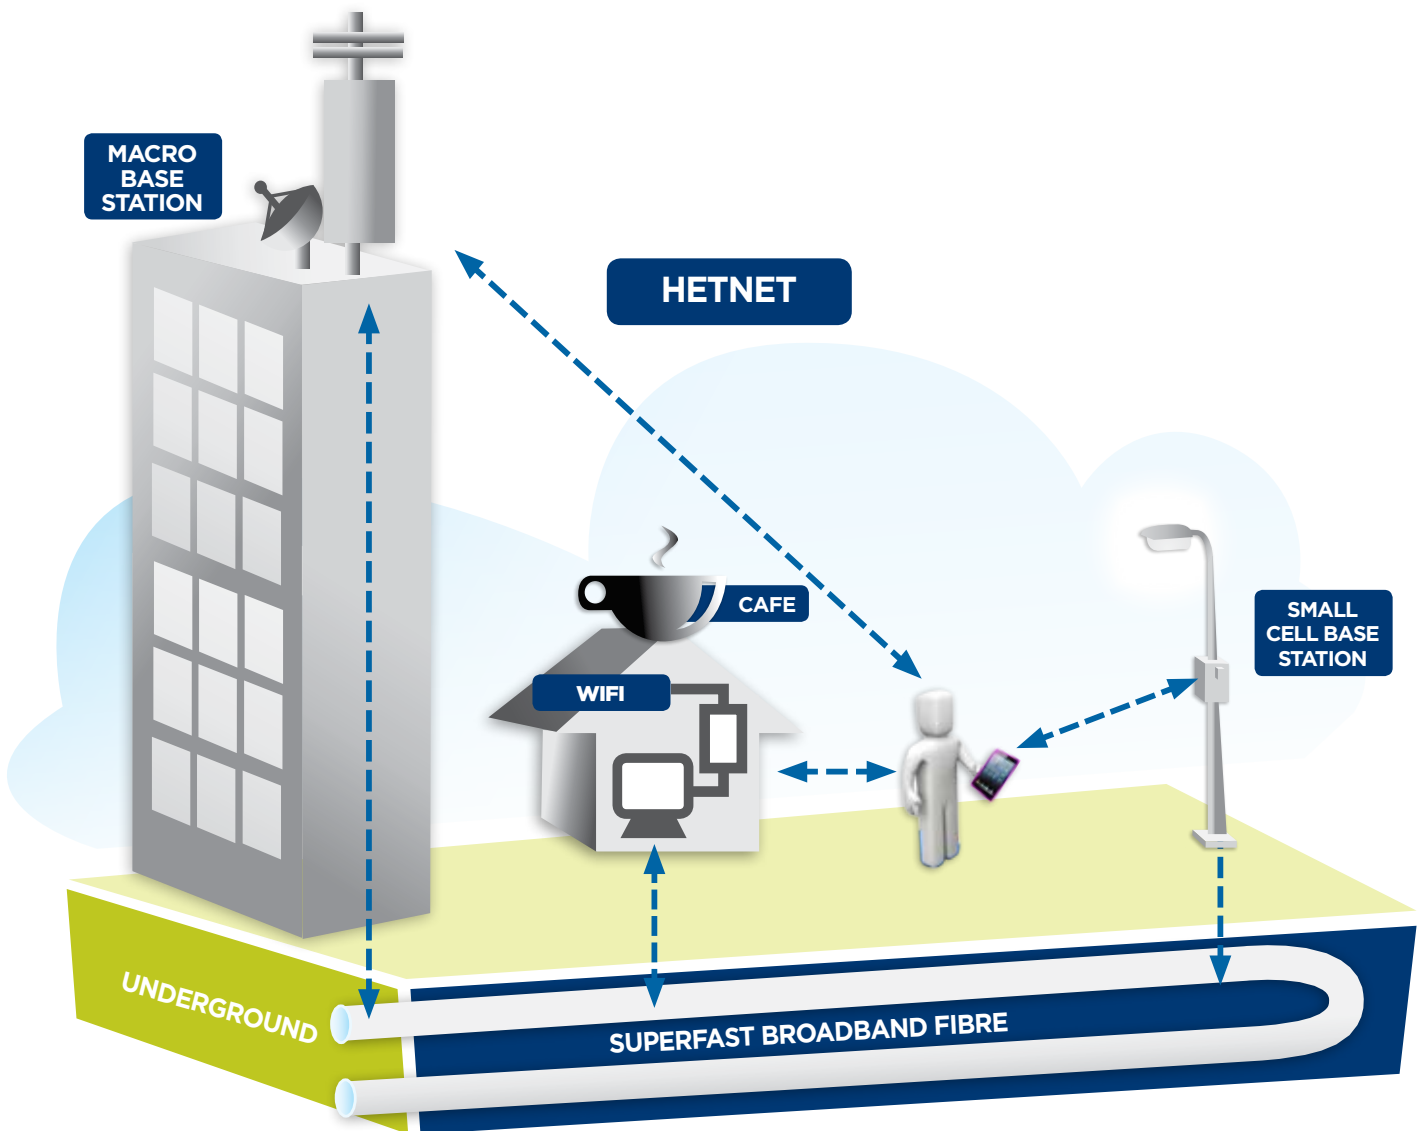 MACRO
BASE
STATION
HETNET
CAFE
SMALL
CELL BASE
STATION
WIFI
UNDERGROUND
SUPERFAST BROADBAND FIBRE